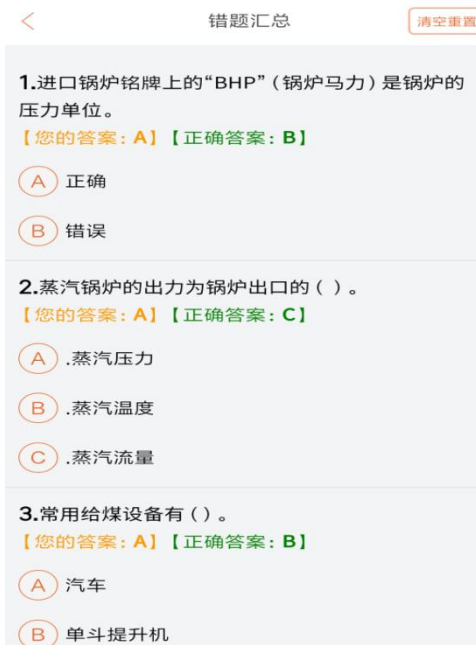 错题汇总
清空重置
1.进口锅炉铭牌上的“BHP”（锅炉马力）是锅炉的
压力单位。
【您的答案：A】【正确答案：B】
A 正确
B 错误
2.蒸汽锅炉的出力为锅炉出口的（ ）。
【您的答案：A】【正确答案：C】
A .蒸汽压力
B .蒸汽温度
C .蒸汽流量
3.常用给煤设备有（）。
【您的答案：A】【正确答案：B】
A 汽车
B 单斗提升机